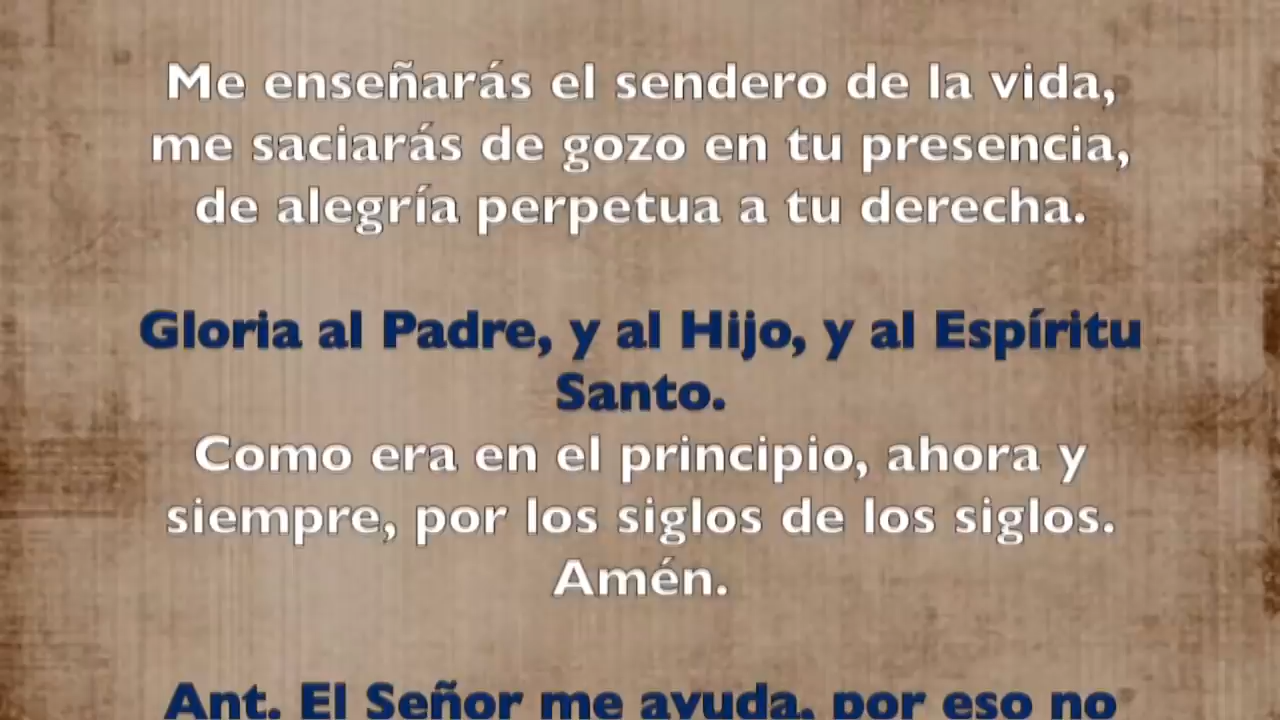 Me enseñarás el sendero de la vida,
me saciarás de gozo en tu presencia,
de alegría perpetua a tu derecha.
Gloria al Padre, y al Hijo, y al Espíritu
Santo.
Como era en el principio, ahora y
siempre, por los siglos de los siglos.
Amén.
Ant. El Señor me ayuda, por eso no